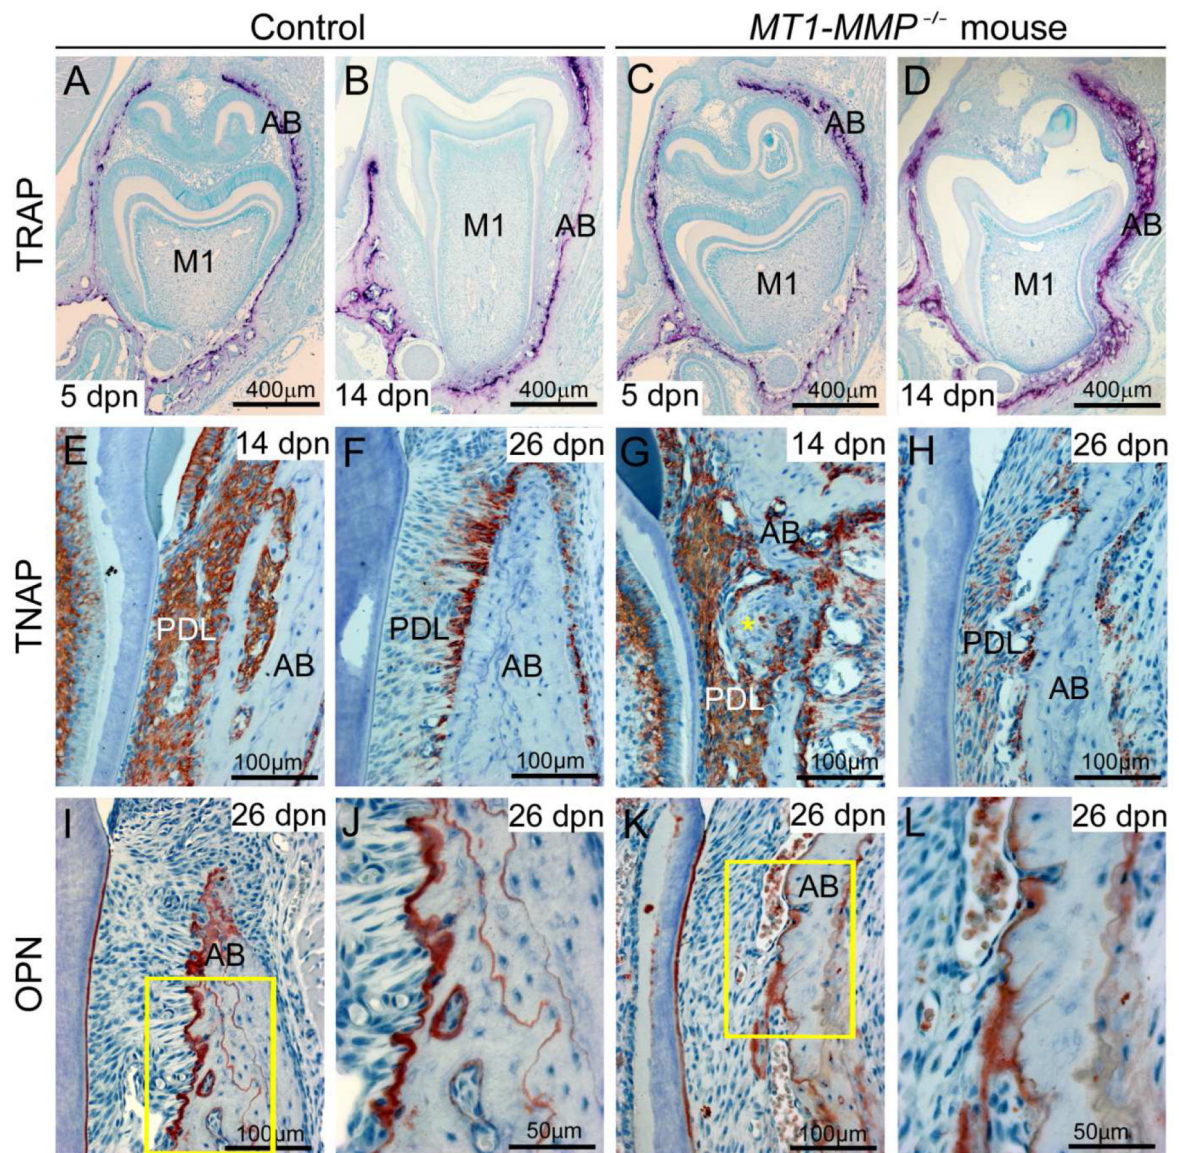 Control
MT1-MMP -/- mouse
TRAP
A
AB
M1
5 dpn
400µm
B
M1
AB
14 dpn
400µm
C
AB
M1
5 dpn
400µm
D
AB
M1
14 dpn
400µm
TNAP
E
14 dpn
PDL
AB
100µm
F
26 dpn
PDL
AB
100µm
G
14 dpn
AB
*
PDL
100µm
H
26 dpn
PDL
AB
100µm
OPN
I
26 dpn
AB
100µm
J
26 dpn
50µm
K
26 dpn
AB
100µm
L
26 dpn
50µm